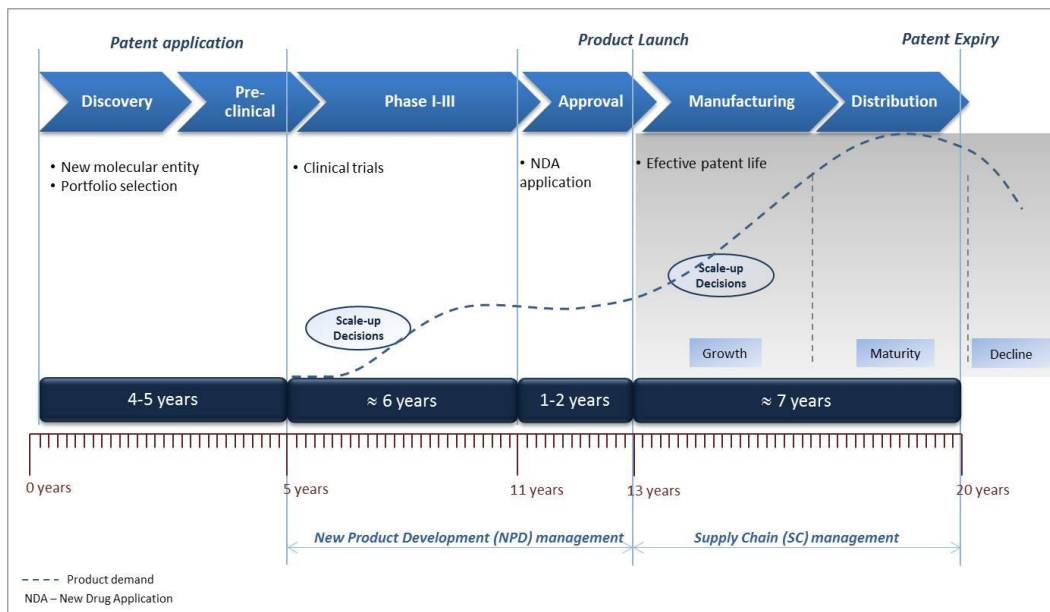 Patent application
Product Launch
Patent Expiry
Discovery
Pre-
clinical
Phase I-III
Approval
Manufacturing
Distribution
• New molecular entity
• Portfolio selection
• Clinical trials
• NDA
application
• Efective patent life
Scale-up
Decisions
Scale-up
Decisions
Growth
Maturity
Decline
4-5 years
≈ 6 years
1-2 years
≈ 7 years
0 years
5 years
11 years
13 years
20 years
New Product Development (NPD) management
Supply Chain (SC) management
Product demand
NDA – New Drug Application